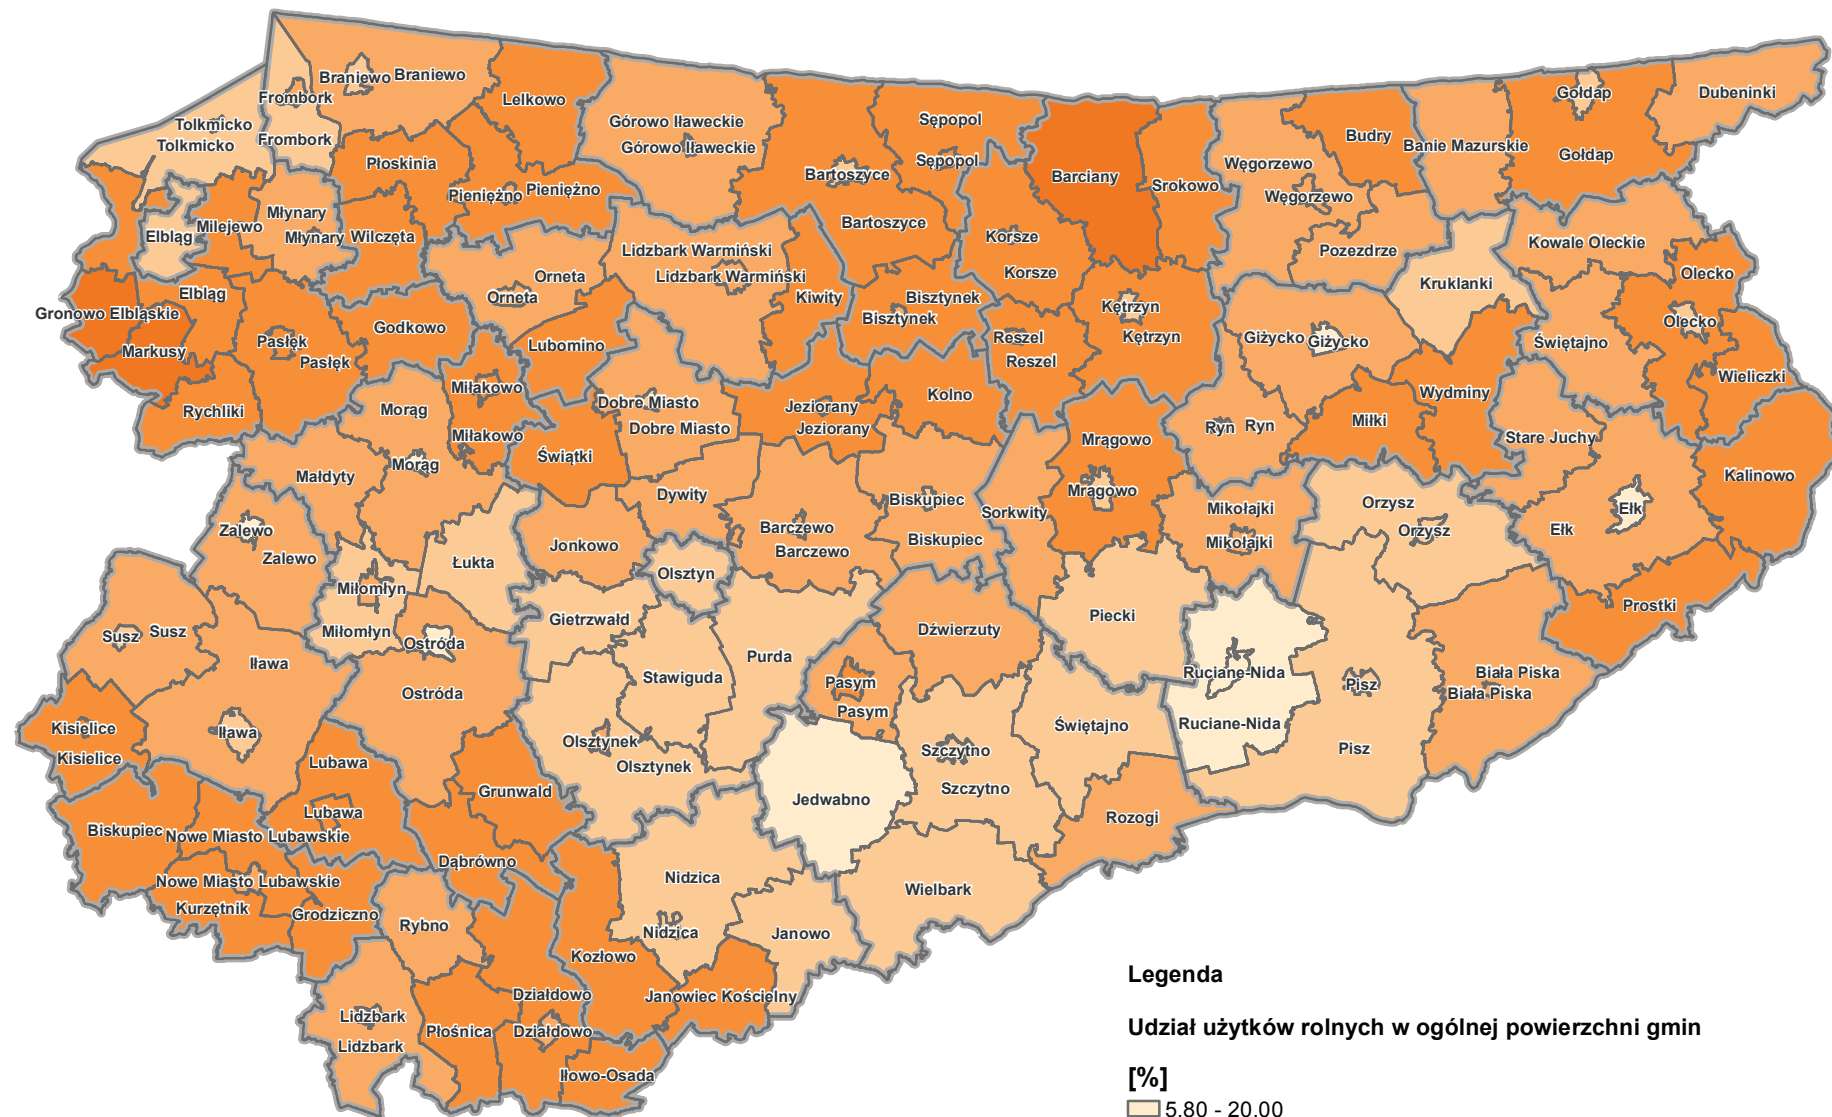 Braniewo
Braniewo
Frombork
Lelkowo
Tolkmicko
Tolkmicko
Frombork
Górowo Iławeckie
Górowo Iławeckie
Sępopol
Sępopol
Gołdap
Dubeninki
Budry
Banie Mazurskie
Gołdap
Płoskinia
Bartoszyce
Barciany
Srokowo
Węgorzewo
Węgorzewo
Pieniężno
Pieniężno
Młynary
Młynary
Milejewo
Elbląg
Wilczęta
Bartoszyce
Korsze
Korsze
Pozezdrze
Kowale Oleckie
Lidzbark Warmiński
Lidzbark Warmiński
Orneta
Orneta
Kiwity
Bisztynek
Bisztynek
Kruklanki
Olecko
Olecko
Elbląg
Gronowo Elbląskie
Markusy
Pasłęk
Pasłęk
Godkowo
Lubomino
Reszel
Reszel
Kętrzyn
Kętrzyn
Giżycko
Giżycko
Świętajno
Wieliczki
Wydminy
Rychliki
Morąg
Miłakowo
Miłakowo
Dobre Miasto
Dobre Miasto
Jeziorany
Jeziorany
Kolno
Mrągowo
Ryn
Ryn
Miłki
Stare Juchy
Kalinowo
Małdyty
Morąg
Świątki
Dywity
Biskupiec
Biskupiec
Sorkwity
Mrągowo
Mikołajki
Mikołajki
Orzysz
Orzysz
Ełk
Ełk
Zalewo
Zalewo
Łukta
Jonkowo
Barczewo
Barczewo
Olsztyn
Miłomłyn
Miłomłyn
Gietrzwałd
Dźwierzuty
Piecki
Prostki
Susz
Susz
Iława
Ostróda
Ostróda
Stawiguda
Purda
Pasym
Pasym
Ruciane-Nida
Ruciane-Nida
Pisz
Pisz
Biała Piska
Biała Piska
Kisielice
Kisielice
Iława
Olsztynek
Olsztynek
Szczytno
Szczytno
Świętajno
Lubawa
Lubawa
Grunwald
Jedwabno
Rozogi
Biskupiec
Nowe Miasto Lubawskie
Nowe Miasto Lubawskie
Dąbrówno
Kurzętnik
Grodziczno
Rybno
Nidzica
Nidzica
Wielbark
Janowo
Kozłowo
Janowiec Kościelny
Działdowo
Działdowo
Lidzbark
Lidzbark
Płośnica
Iłowo-Osada
Legenda
Udział użytków rolnych w ogólnej powierzchni gmin
[%]
5.80 - 20.00